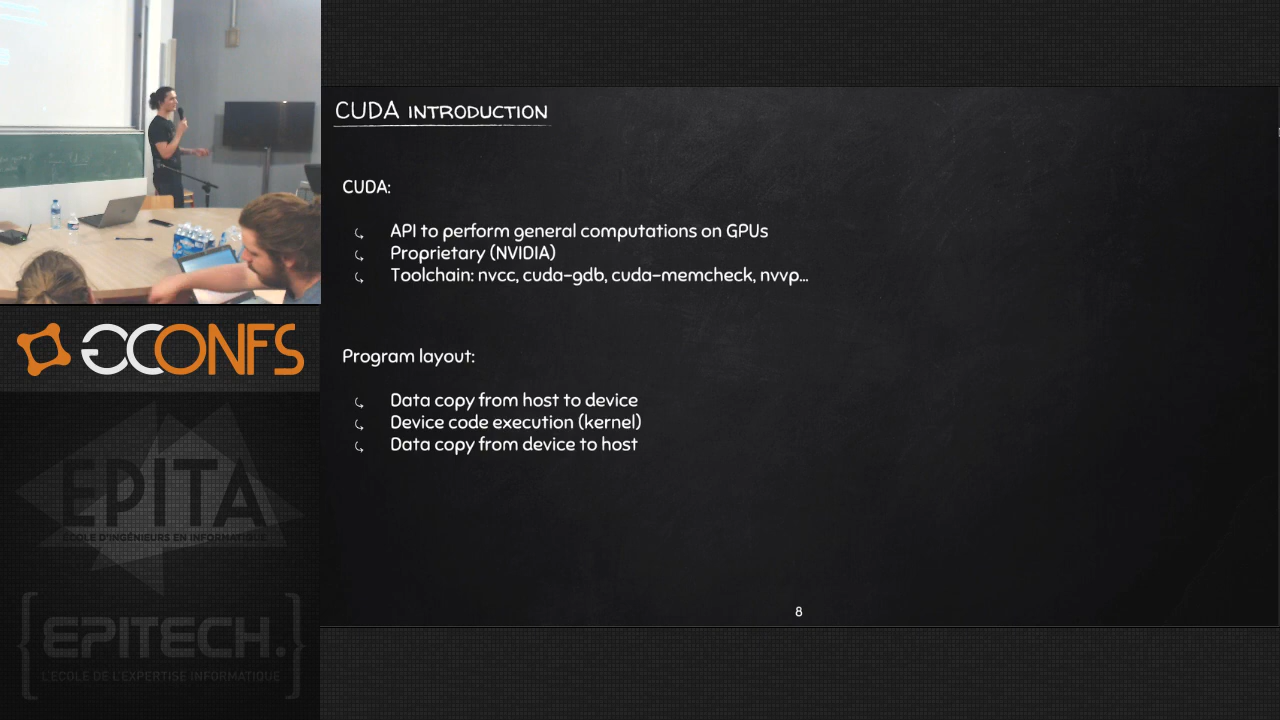 CUDA INTRODUCTION
CUDA:
API to perform general computations on GPUs
Proprietary (NVIDIA)
Toolchain: nvcc, cuda-gdb, cuda-memcheck, nvvp...
Program layout:
Data copy from host to device
Device code execution (kernel)
Data copy from device to host
8
GCONFS
EPITA
ÉCOLE D'INGÉNIEURS EN INFORMATIQUE
{EPITECH.}
L'ÉCOLE DE L'EXPERTISE INFORMATIQUE